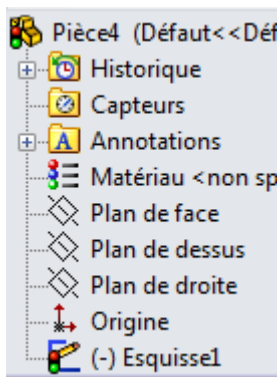 Pièce4 (Défaut<<Déf
Historique
Capteurs
Annotations
Matériau <non sp
Plan de face
Plan de dessus
Plan de droite
Origine
(-) Esquisse1